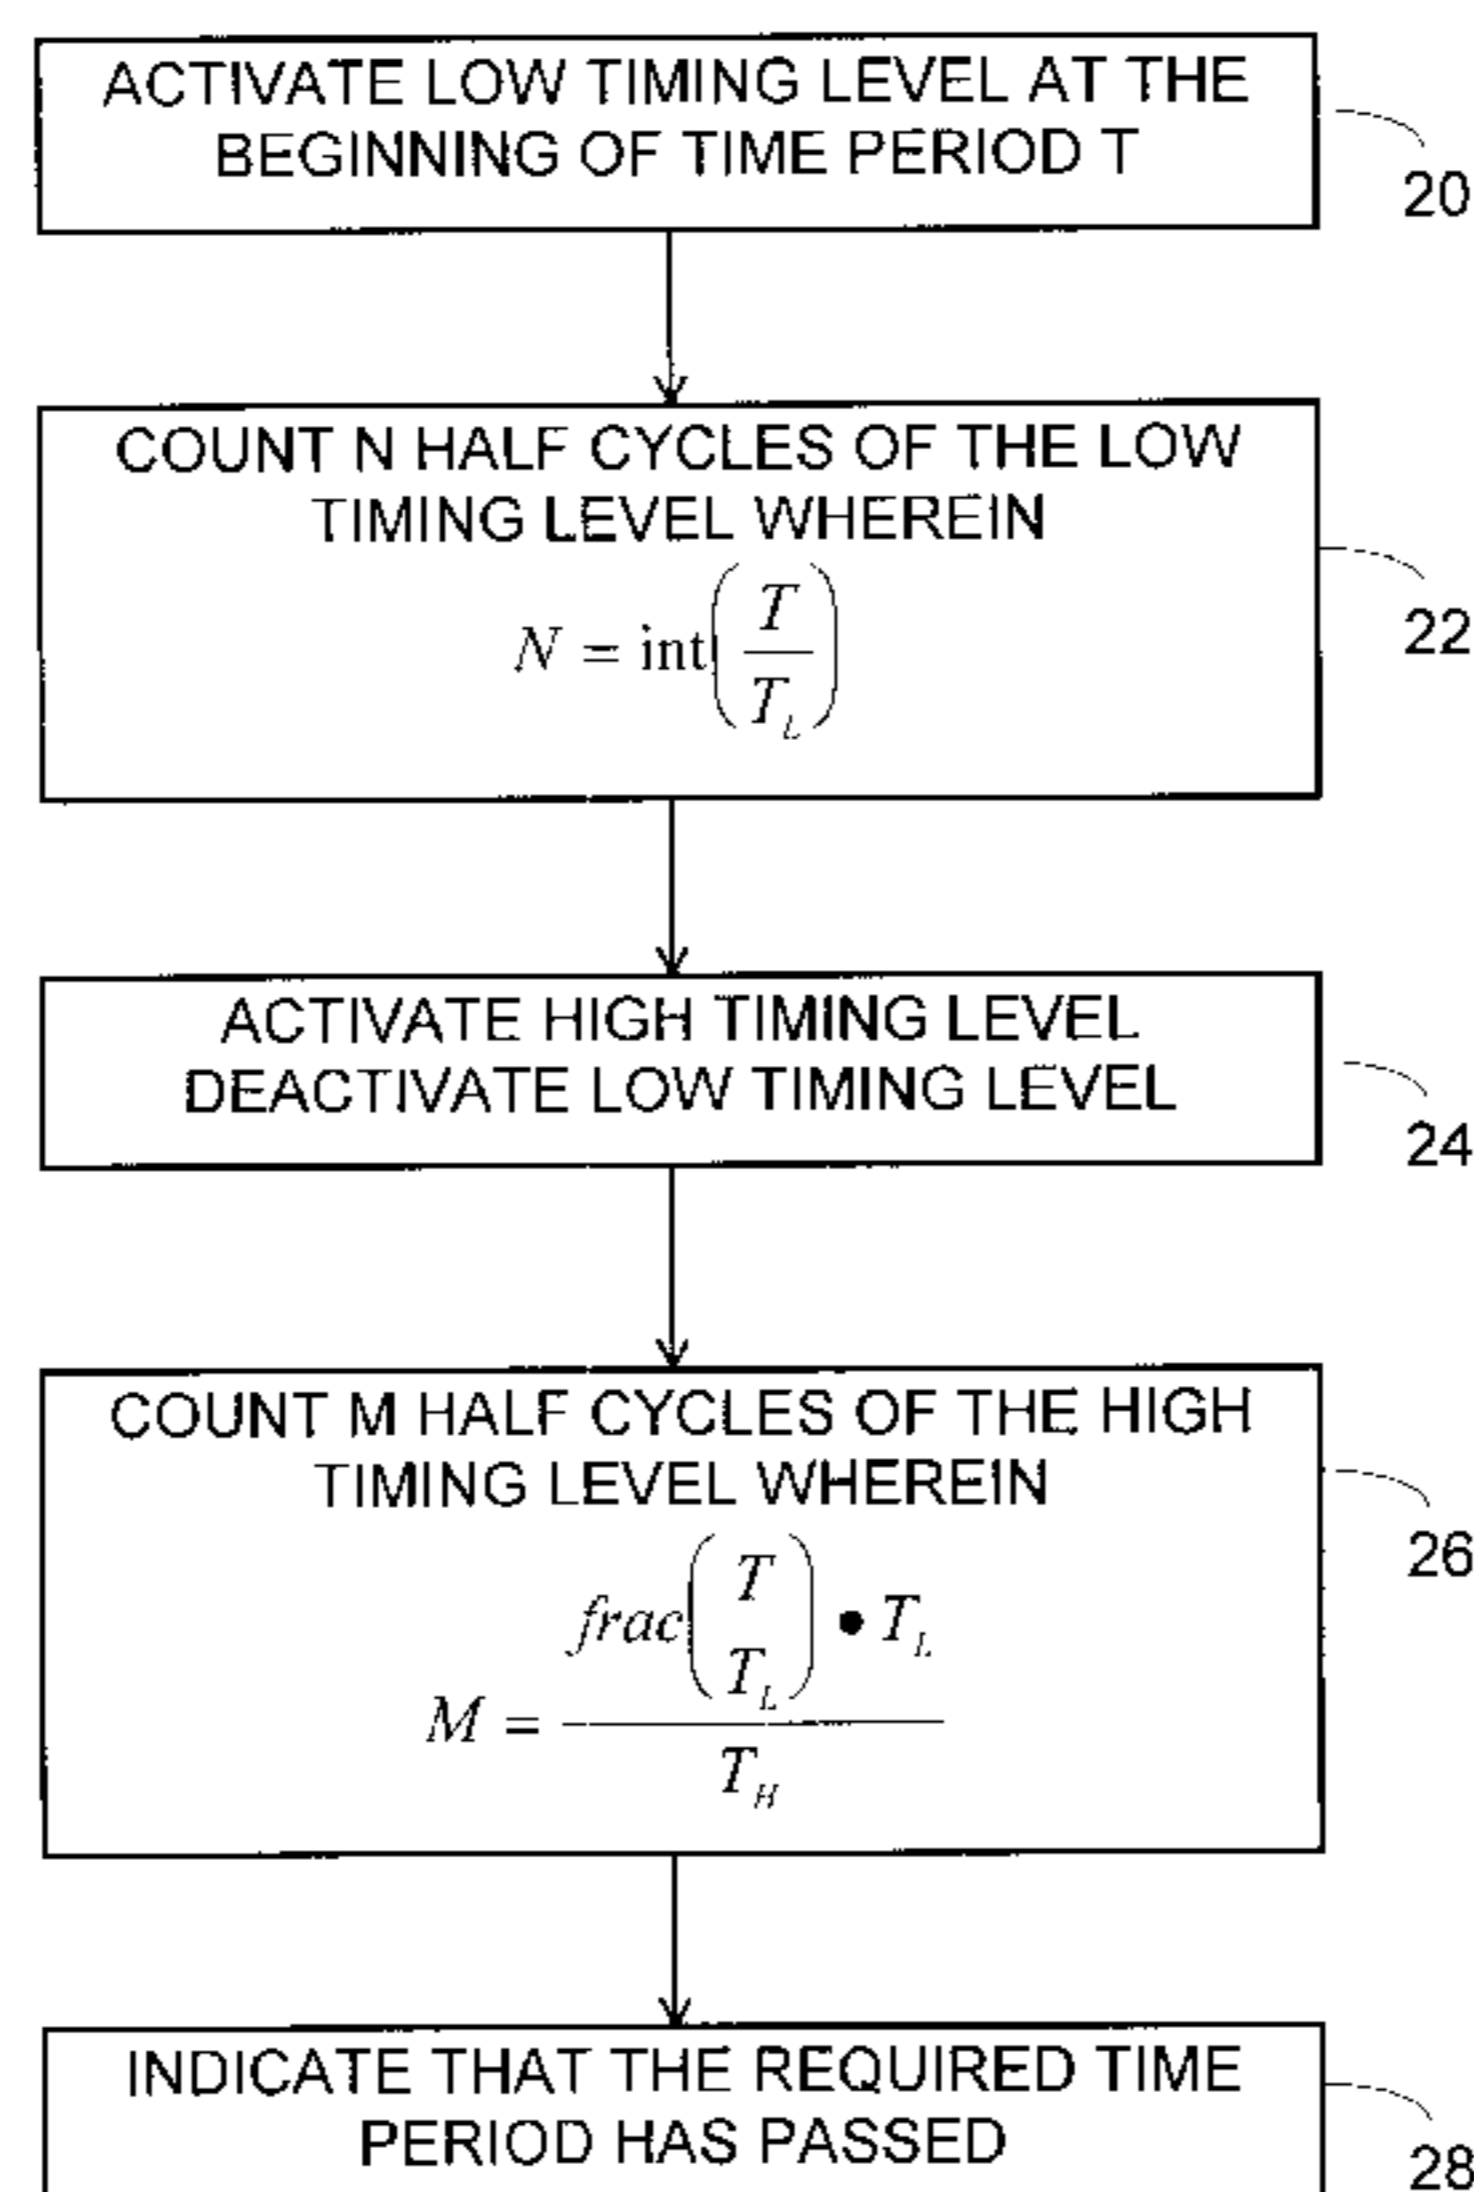 ACTIVATE LOW TIMING LEVEL AT THE
BEGINNING OF TIME PERIOD T
20
COUNT N HALF CYCLES OF THE LOW
TIMING LEVEL WHEREIN
N = int(T / T_L)
22
ACTIVATE HIGH TIMING LEVEL
DEACTIVATE LOW TIMING LEVEL
24
COUNT M HALF CYCLES OF THE HIGH
TIMING LEVEL WHEREIN
M = frac(T T_L) • T_L / T_H
26
INDICATE THAT THE REQUIRED TIME
PERIOD HAS PASSED
28